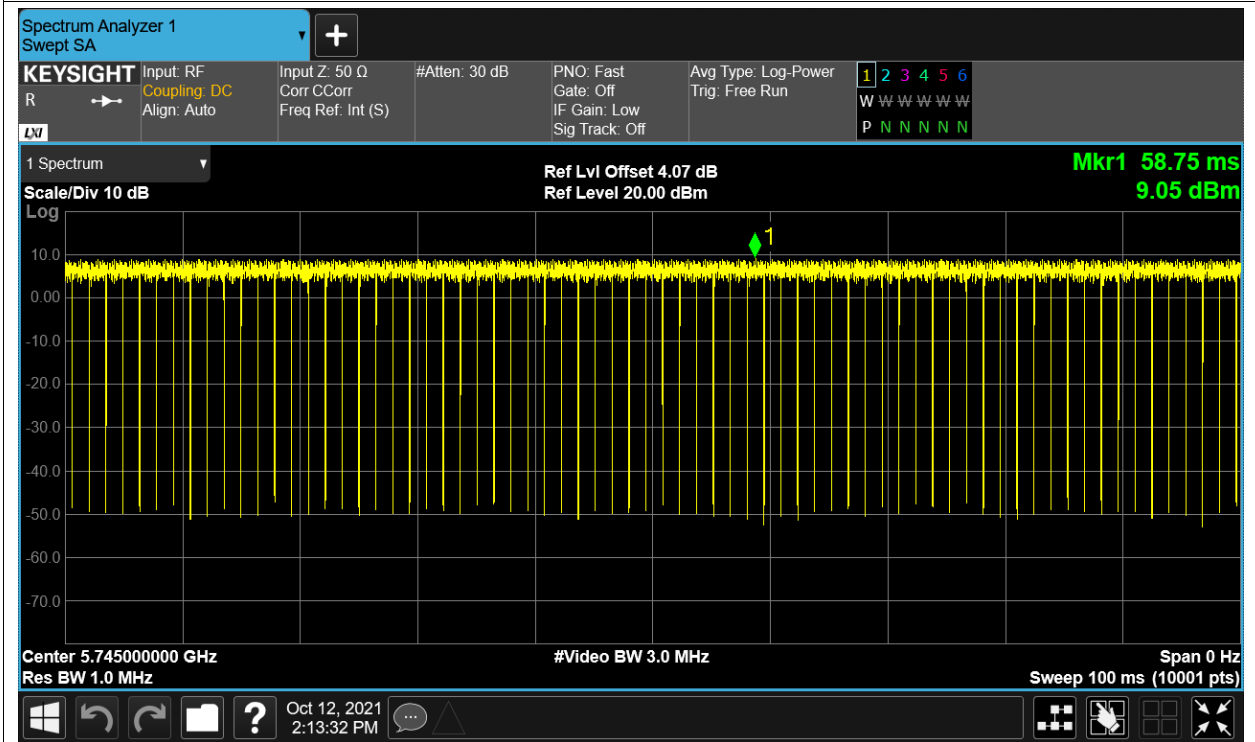 Spectrum Analyzer 1
Swept SA
+
KEYSIGHT Input: RF Input Z: 50 Ω #Atten: 30 dB PNO: Fast Avg Type: Log-Power 1 2 3 4 5 6
R Coupling: DC Corr CCorr Gate: Off Trig: Free Run W W W W W W
Align: Auto Freq Ref: Int (S) IF Gain: Low
LXI Sig Track: Off P N N N N N
1 Spectrum Ref Lvl Offset 4.07 dB Mkr1 58.75 ms
Scale/Div 10 dB Ref Level 20.00 dBm 9.05 dBm
Log
1
10.0
0.00
-10.0
-20.0
-30.0
-40.0
-50.0
-60.0
-70.0
Center 5.745000000 GHz #Video BW 3.0 MHz Span 0 Hz
Res BW 1.0 MHz Sweep 100 ms (10001 pts)
? Oct 12, 2021
2:13:32 PM